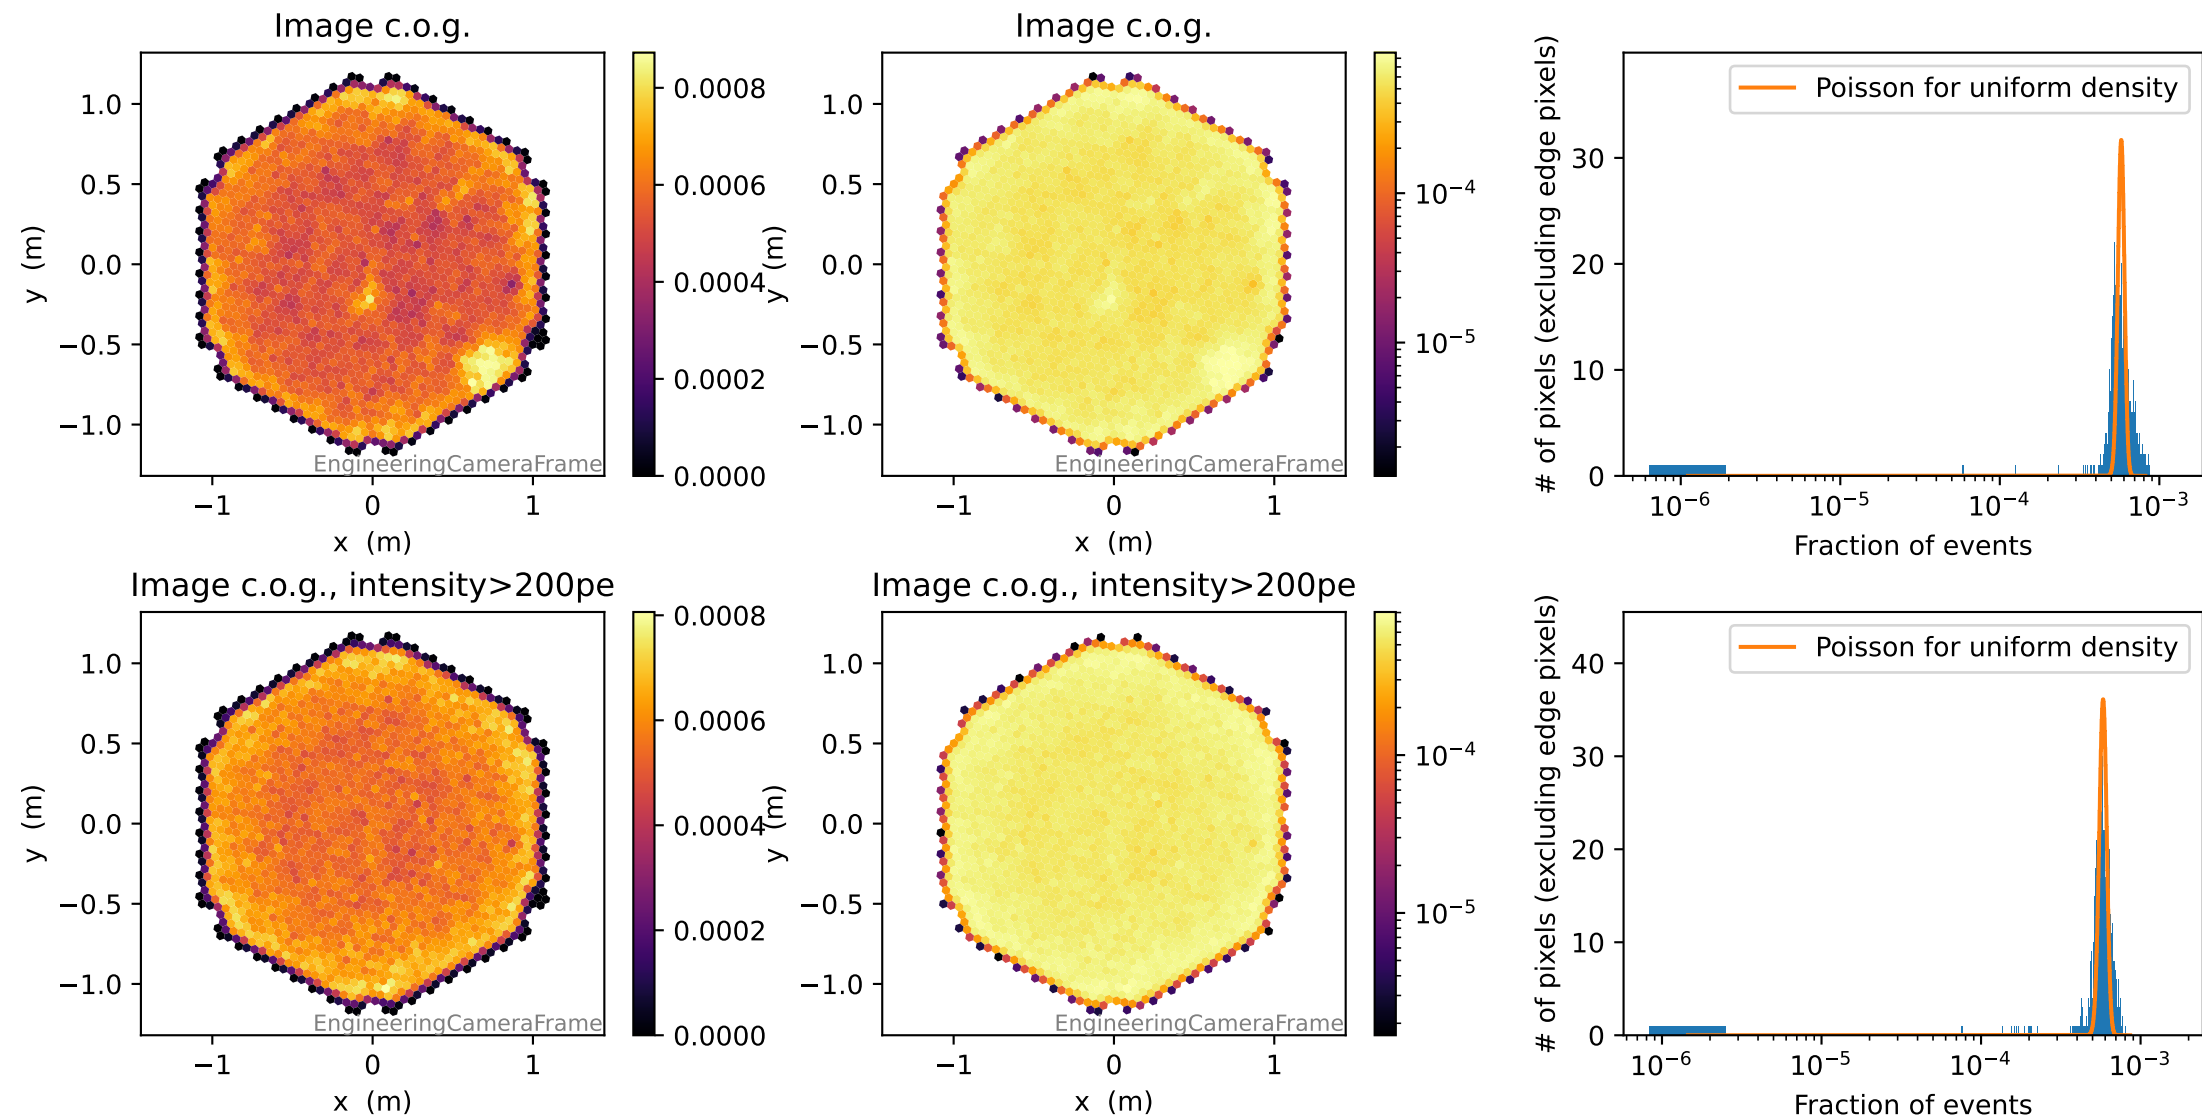 Image c.o.g.
1.0
0.5
0.0
−0.5
−1.0
y (m)
−1
0
1
x (m)
EngineeringCameraFrame
0.0008
0.0006
0.0004
0.0002
0.0000
Image c.o.g.
1.0
0.5
0.0
−0.5
−1.0
y (m)
−1
0
1
x (m)
EngineeringCameraFrame
10⁻⁴
10⁻⁵
# of pixels (excluding edge pixels)
30
20
10
0
Poisson for uniform density
10⁻⁶
10⁻⁵
10⁻⁴
10⁻³
Fraction of events
Image c.o.g., intensity>200pe
1.0
0.5
0.0
−0.5
−1.0
y (m)
−1
0
1
x (m)
EngineeringCameraFrame
0.0008
0.0006
0.0004
0.0002
0.0000
Image c.o.g., intensity>200pe
1.0
0.5
0.0
−0.5
−1.0
y (m)
−1
0
1
x (m)
EngineeringCameraFrame
10⁻⁴
10⁻⁵
# of pixels (excluding edge pixels)
40
30
20
10
0
Poisson for uniform density
10⁻⁶
10⁻⁵
10⁻⁴
10⁻³
Fraction of events